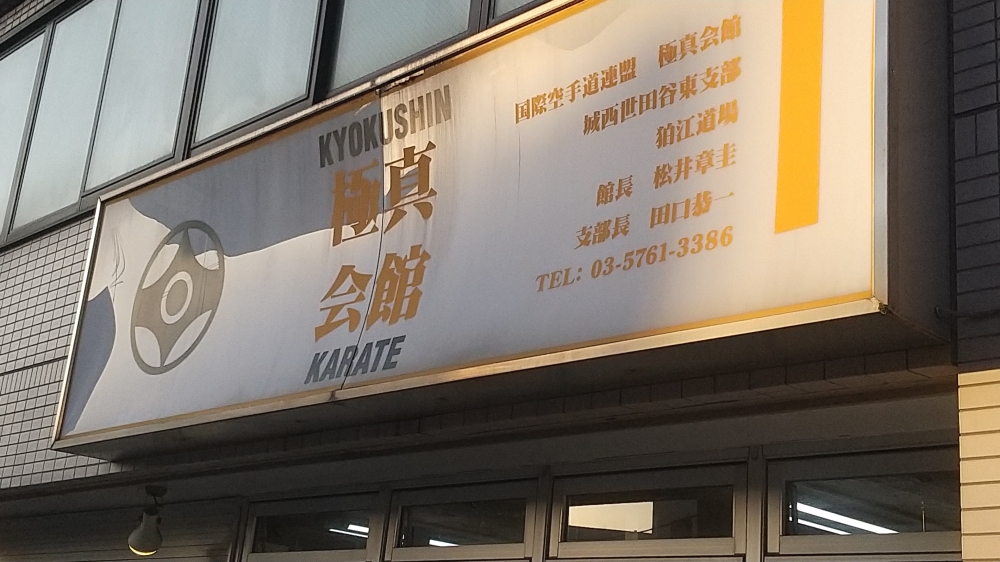 KYOKUSHIN
極真
会館
KARATE
国際空手道連盟 極真会館
城西世田谷東支部
狛江道場
館長 松井章圭
支部長 田口恭一
TEL: 03-5761-3386